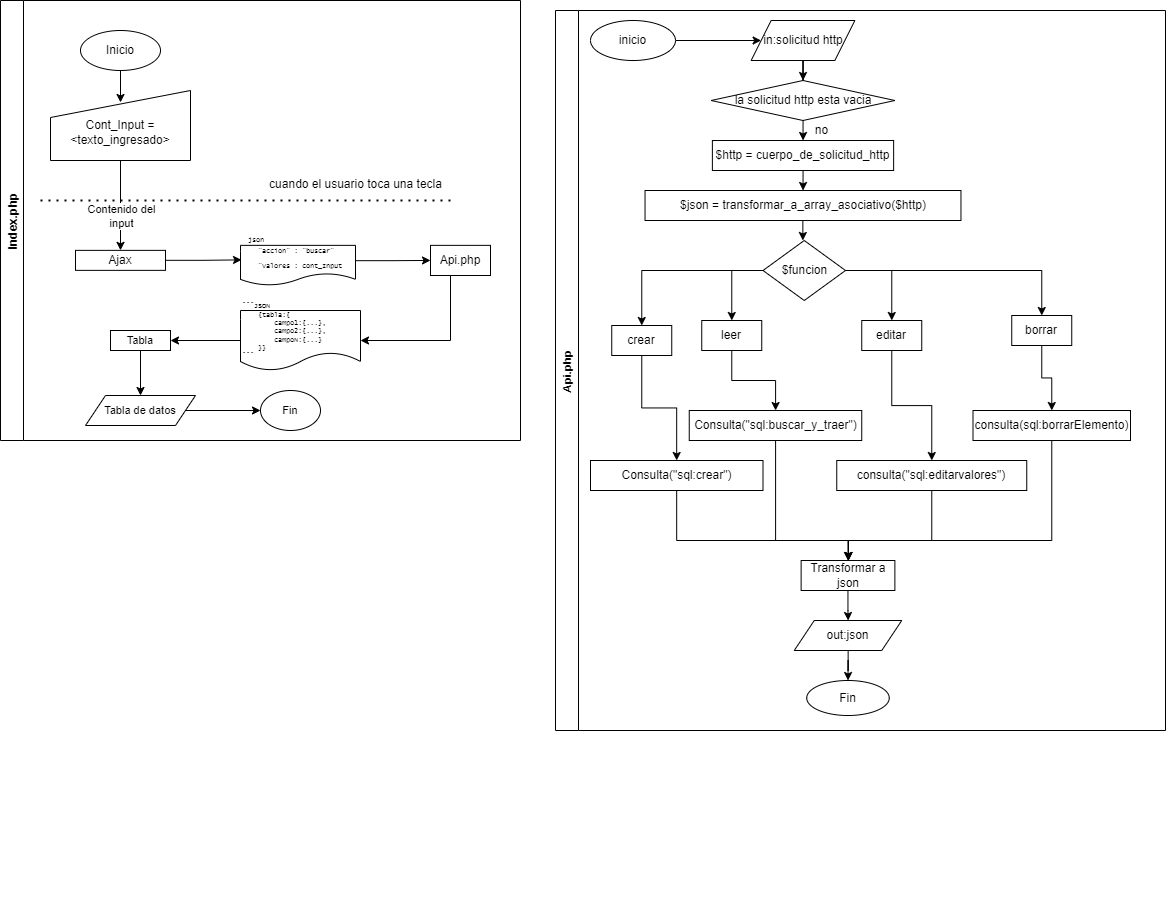 Index.php
Inicio
Cont_Input =
<texto_ingresado>
cuando el usuario toca una tecla
Contenido del
input
Ajax
json
"accion" : "buscar"
"valores : cont_Input
Api.php
---
JSON
{tabla:{
campo1:{...},
campo2:{...},
campoN:{...}
}}
---
Tabla
Tabla de datos
Fin
Api.php
inicio
in:solicitud http
la solicitud http esta vacia
no
$http = cuerpo_de_solicitud_http
$json = transformar_a_array_asociativo($http)
$funcion
crear
leer
editar
borrar
Consulta("sql:buscar_y_traer")
consulta(sql:borrarElemento)
Consulta("sql:crear")
consulta("sql:editarvalores")
Transformar a
json
out:json
Fin